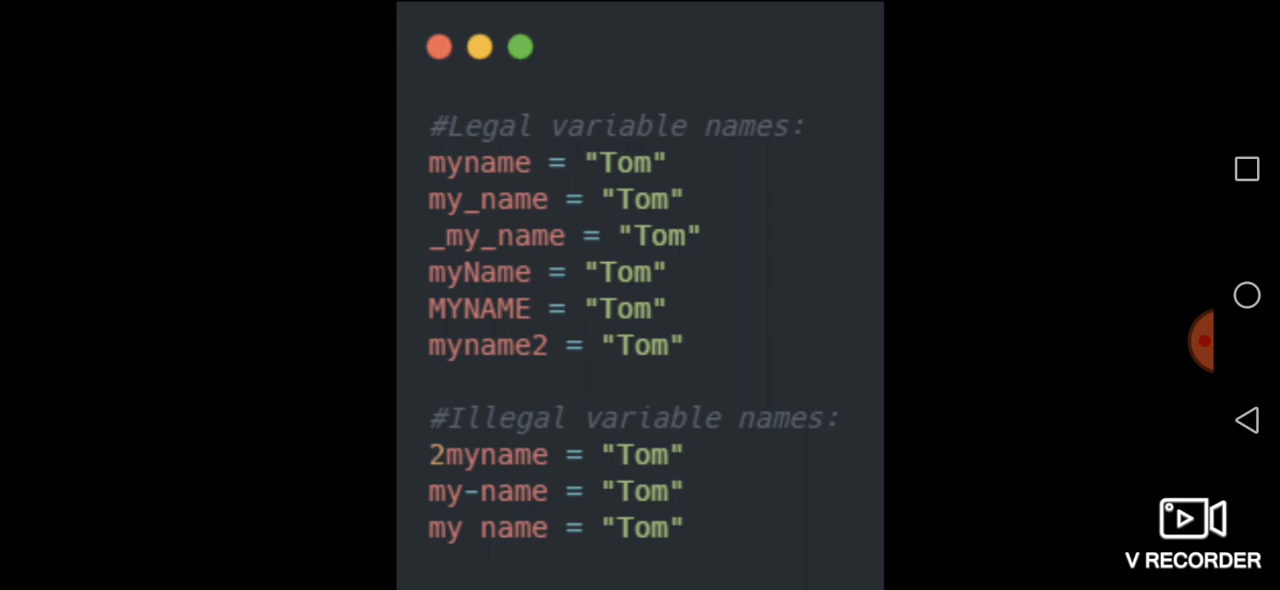 #Legal variable names:
myname = "Tom"
my_name = "Tom"
_my_name = "Tom"
myName = "Tom"
MYNAME = "Tom"
myname2 = "Tom"
#Illegal variable names:
2myname = "Tom"
my-name = "Tom"
my name = "Tom"
V RECORDER